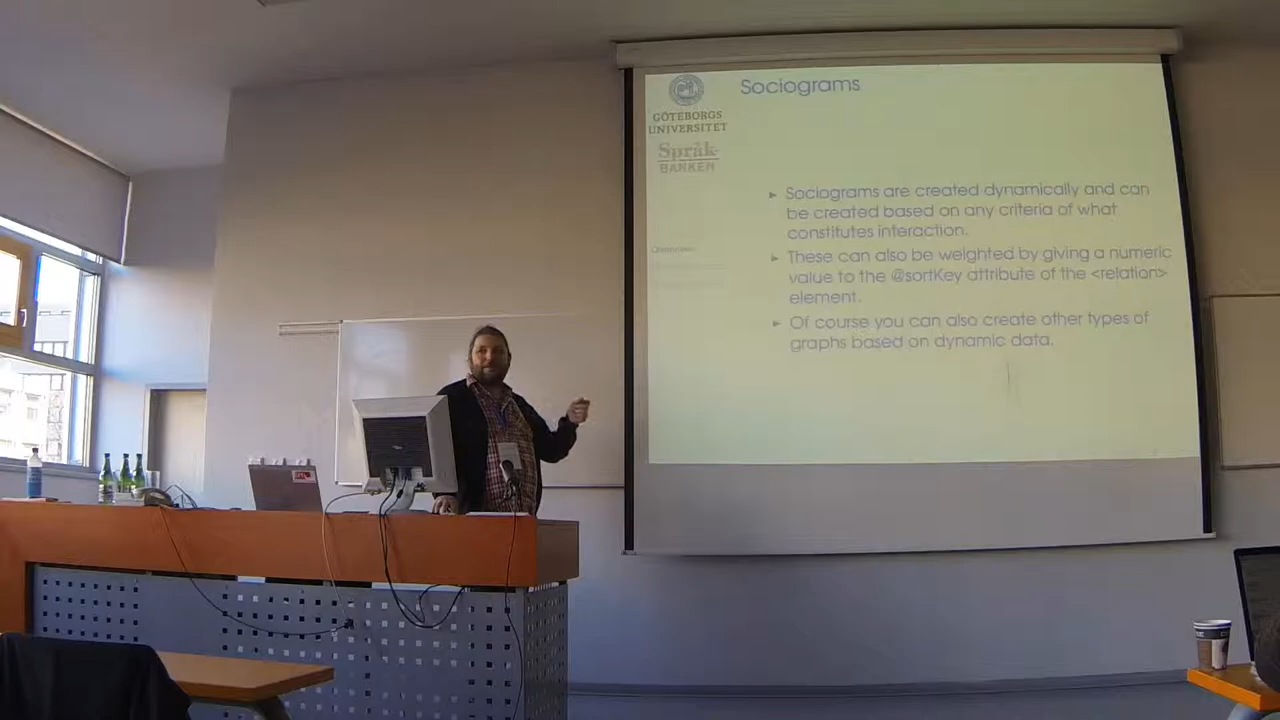 Sociograms
GÖTEBORGS
UNIVERSITET
Språk
BANKEN
► Sociograms are created dynamically and can
be created based on any criteria of what
constitutes interaction.
► These can also be weighted by giving a numeric
value to the @sortKey attribute of the <relation>
element.
► Of course you can also create other types of
graphs based on dynamic data.